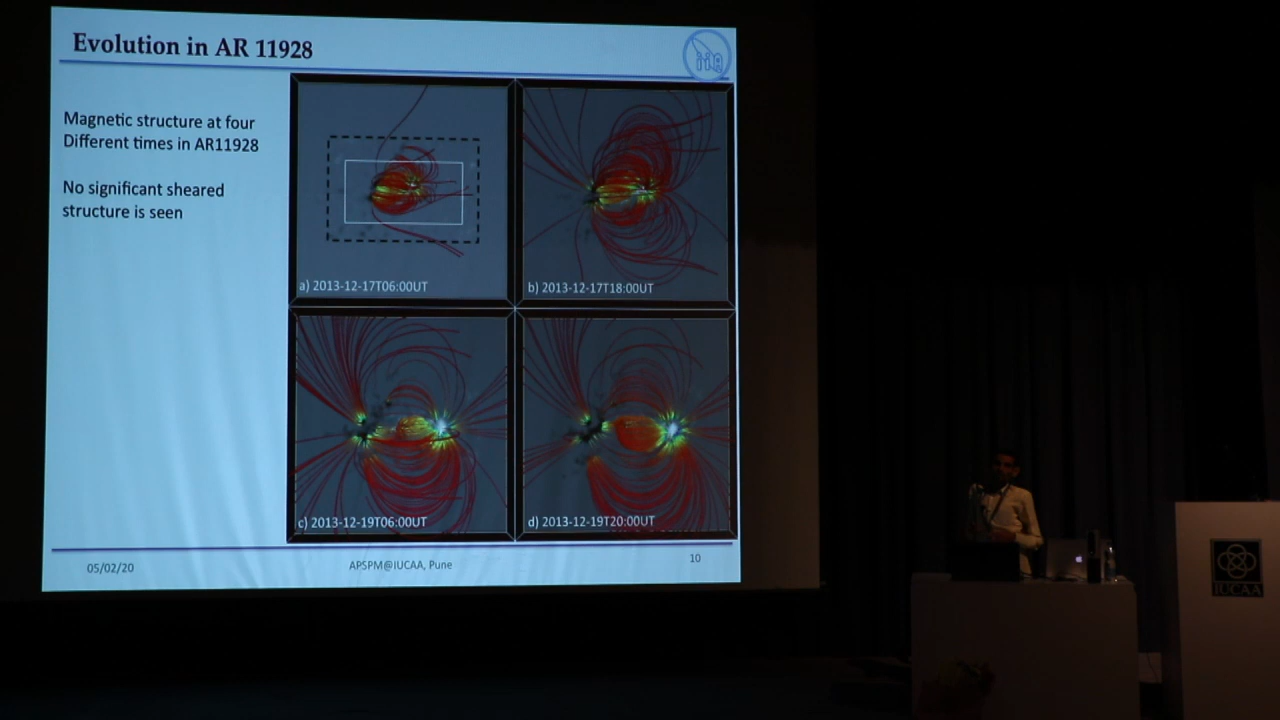 Evolution in AR 11928
Magnetic structure at four
Different times in AR11928
No significant sheared
structure is seen
a) 2013-12-17T06:00UT
b) 2013-12-17T18:00UT
c) 2013-12-19T06:00UT
d) 2013-12-19T20:00UT
05/02/20
APSPM@IUCAA, Pune
10
IUCAA